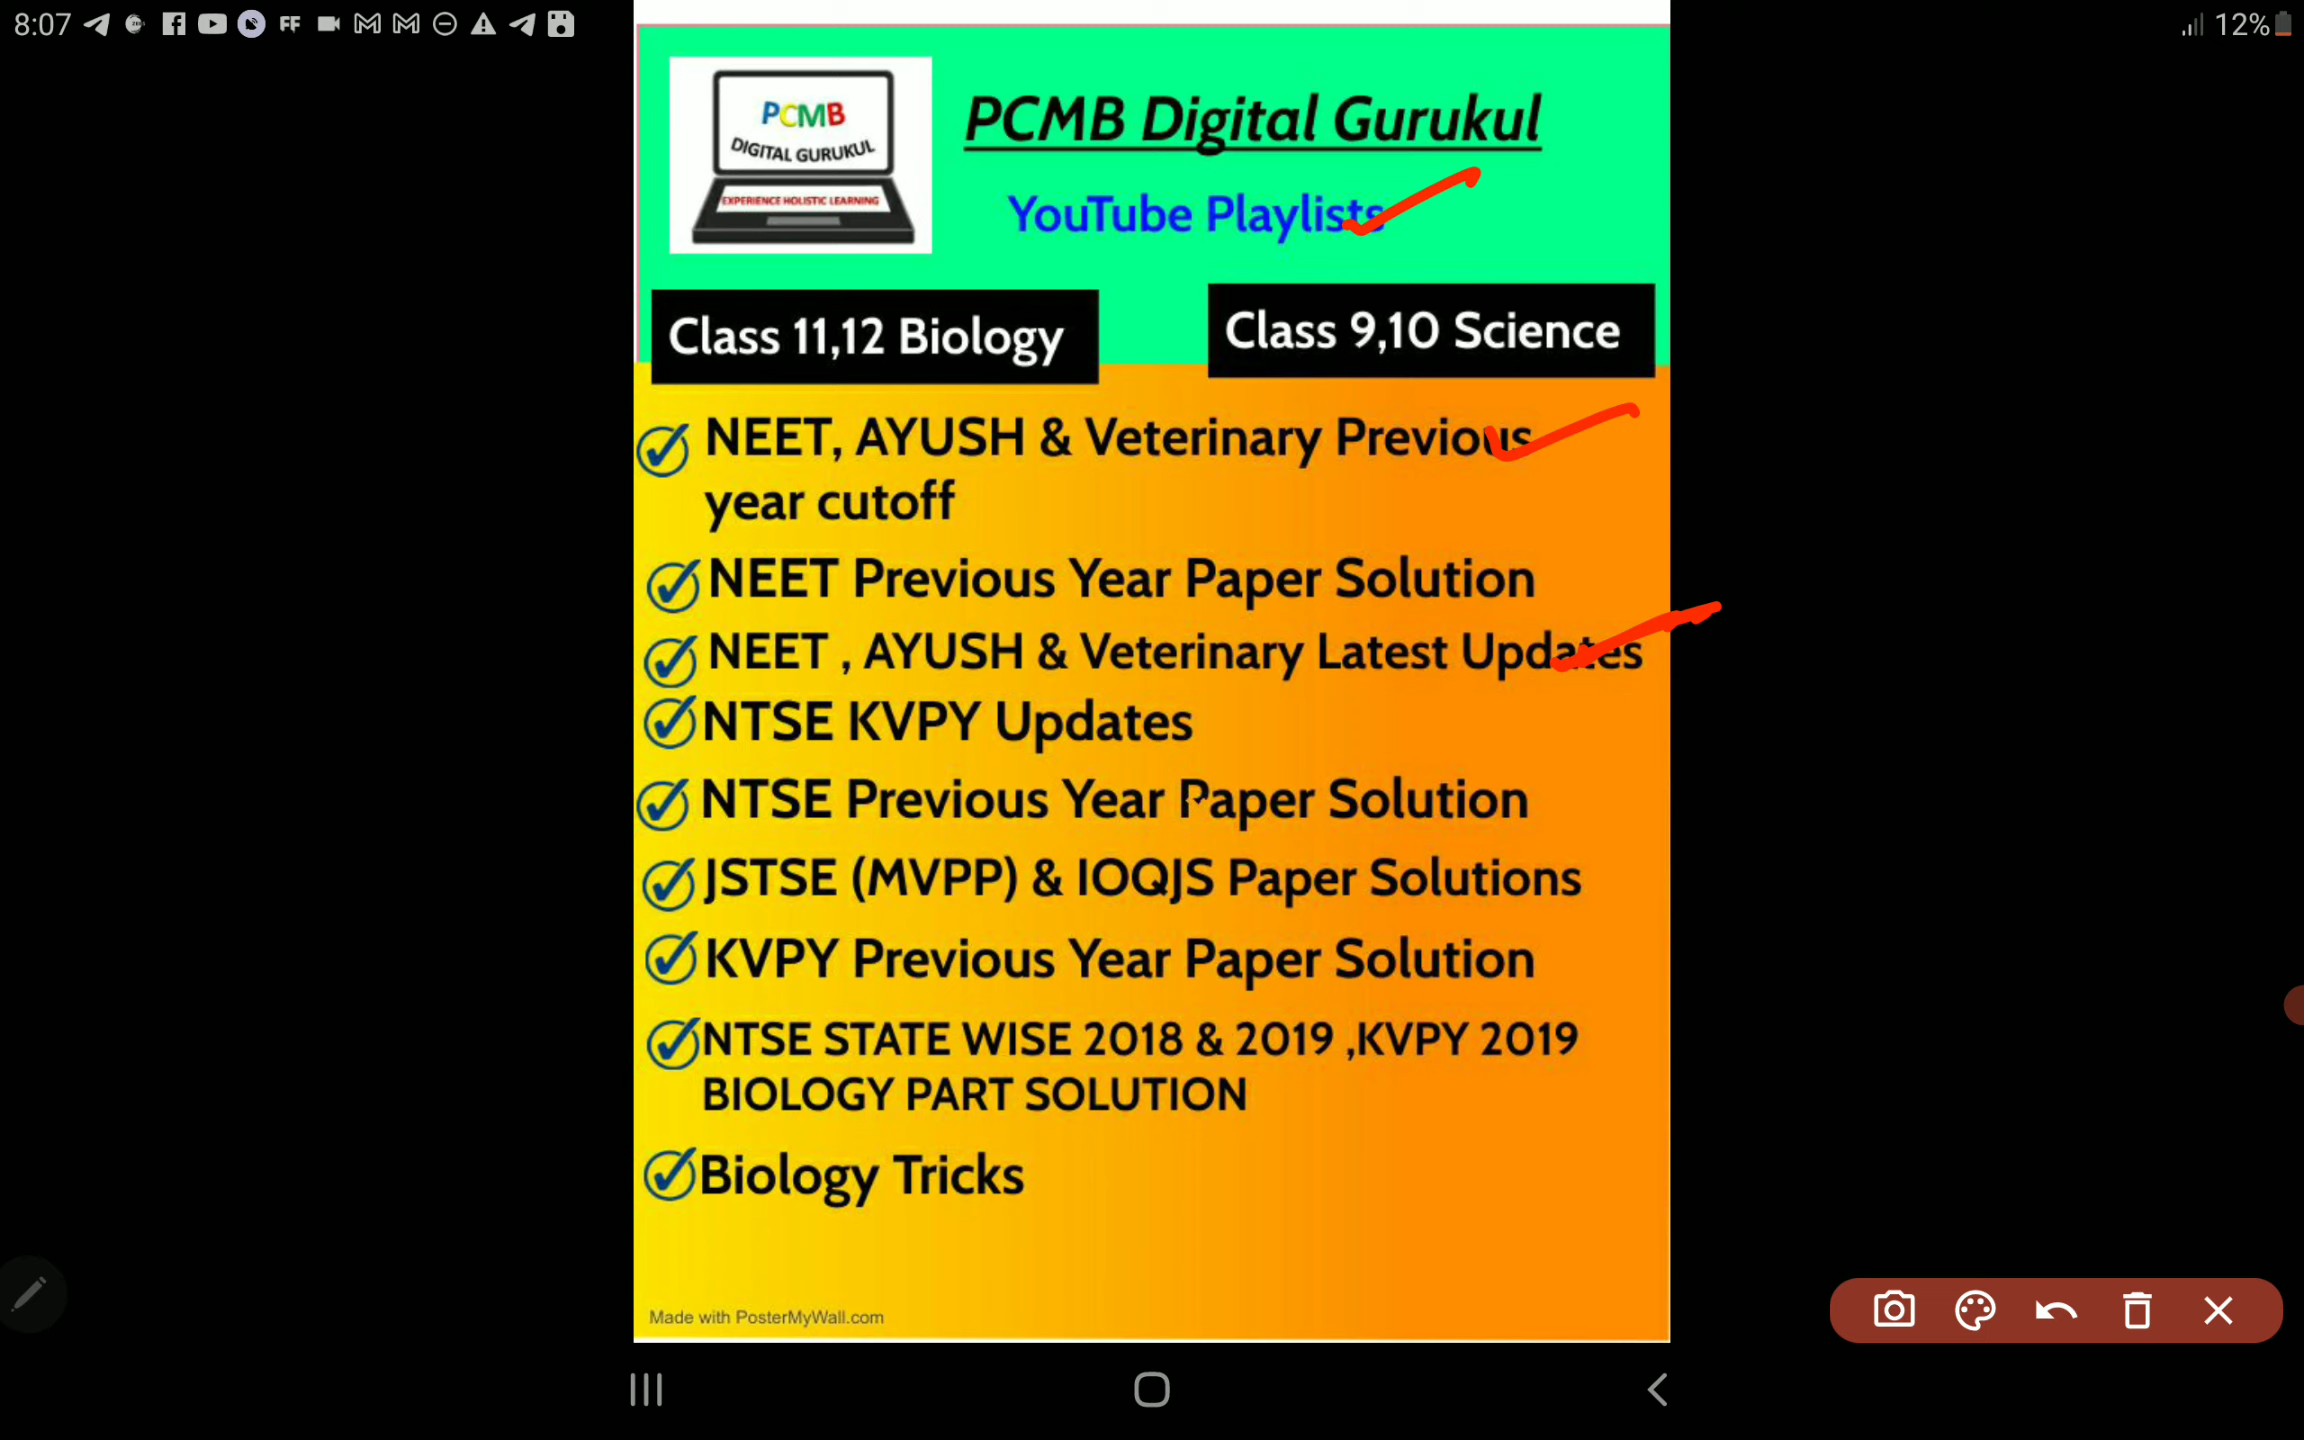 8:07
12%
PCMB
DIGITAL GURUKUL
EXPERIENCE HOLISTIC LEARNING
PCMB Digital Gurukul
YouTube Playlists
Class 11,12 Biology
Class 9,10 Science
NEET, AYUSH & Veterinary Previous
year cutoff
NEET Previous Year Paper Solution
NEET , AYUSH & Veterinary Latest Updates
NTSE KVPY Updates
NTSE Previous Year Paper Solution
JSTSE (MVPP) & IOQJS Paper Solutions
KVPY Previous Year Paper Solution
NTSE STATE WISE 2018 & 2019 ,KVPY 2019
BIOLOGY PART SOLUTION
Biology Tricks
Made with PosterMyWall.com